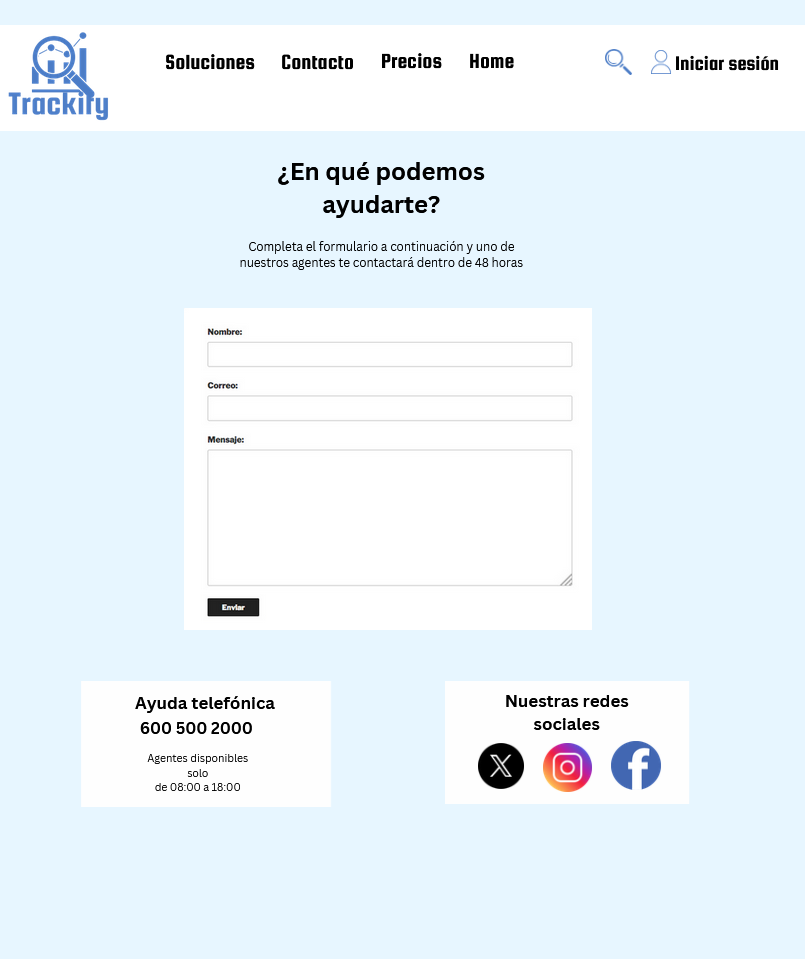 Trackify
Soluciones
Contacto
Precios
Home
Iniciar sesión
¿En qué podemos
ayudarte?
Completa el formulario a continuación y uno de
nuestros agentes te contactará dentro de 48 horas
Nombre:
Correo:
Mensaje:
Enviar
Ayuda telefónica
600 500 2000
Agentes disponibles
solo
de 08:00 a 18:00
Nuestras redes
sociales